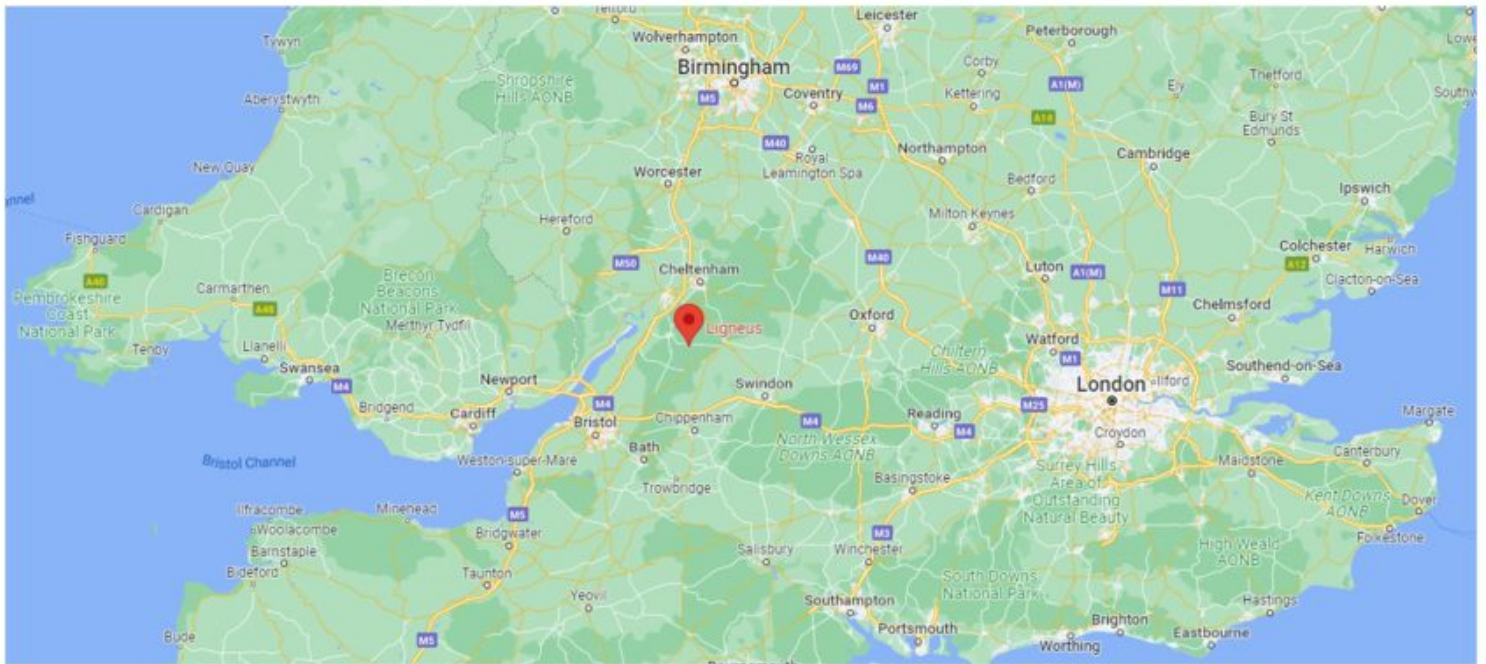 Telford
Leicester
Wolverhampton
Peterborough
Tywyn
Birmingham
M69
Corby
Shropshire
Hills AONB
M1
A1(M)
Thetford
Ely
Aberystwyth
M5
Coventry
M6
Kettering
A14
Bury St
Edmunds
M40
Royal
Leamington Spa
Northampton
Cambridge
New Quay
Worcester
Bedford
Ipswich
Cardigan
Hereford
Milton Keynes
Fishguard
M50
M40
Colchester
Harwich
Cheltenham
Luton
A1(M)
A12
A40
Brecon
Beacons
National Park
Clacton-on-Sea
Carmarthen
M11
Pembrokeshire
Coast
National Park
A48
Chelmsford
Merthyr Tydfil
Ligneus
Oxford
Watford
Tenby
Llanelli
Chiltern
Hills AONB
M1
Swansea
Southend-on-Sea
M4
Newport
Swindon
London
Ilford
Bridgend
Cardiff
M4
M25
Margate
Bristol
Chippenham
M4
Reading
M4
Croydon
Bath
North Wessex
Downs AONB
Canterbury
Bristol Channel
Weston-super-Mare
Maidstone
Trowbridge
Basingstoke
Surrey Hills
Area of
Outstanding
Natural Beauty
Kent Downs
AONB
Dover
Ilfracombe
Minehead
M5
Woolacombe
Bridgwater
M3
Folkestone
Barnstaple
Salisbury
Winchester
High Weald
AONB
Bideford
Taunton
Yeovil
South Downs
National Park
Southampton
Hastings
Bude
M5
Portsmouth
Brighton
Worthing
Eastbourne